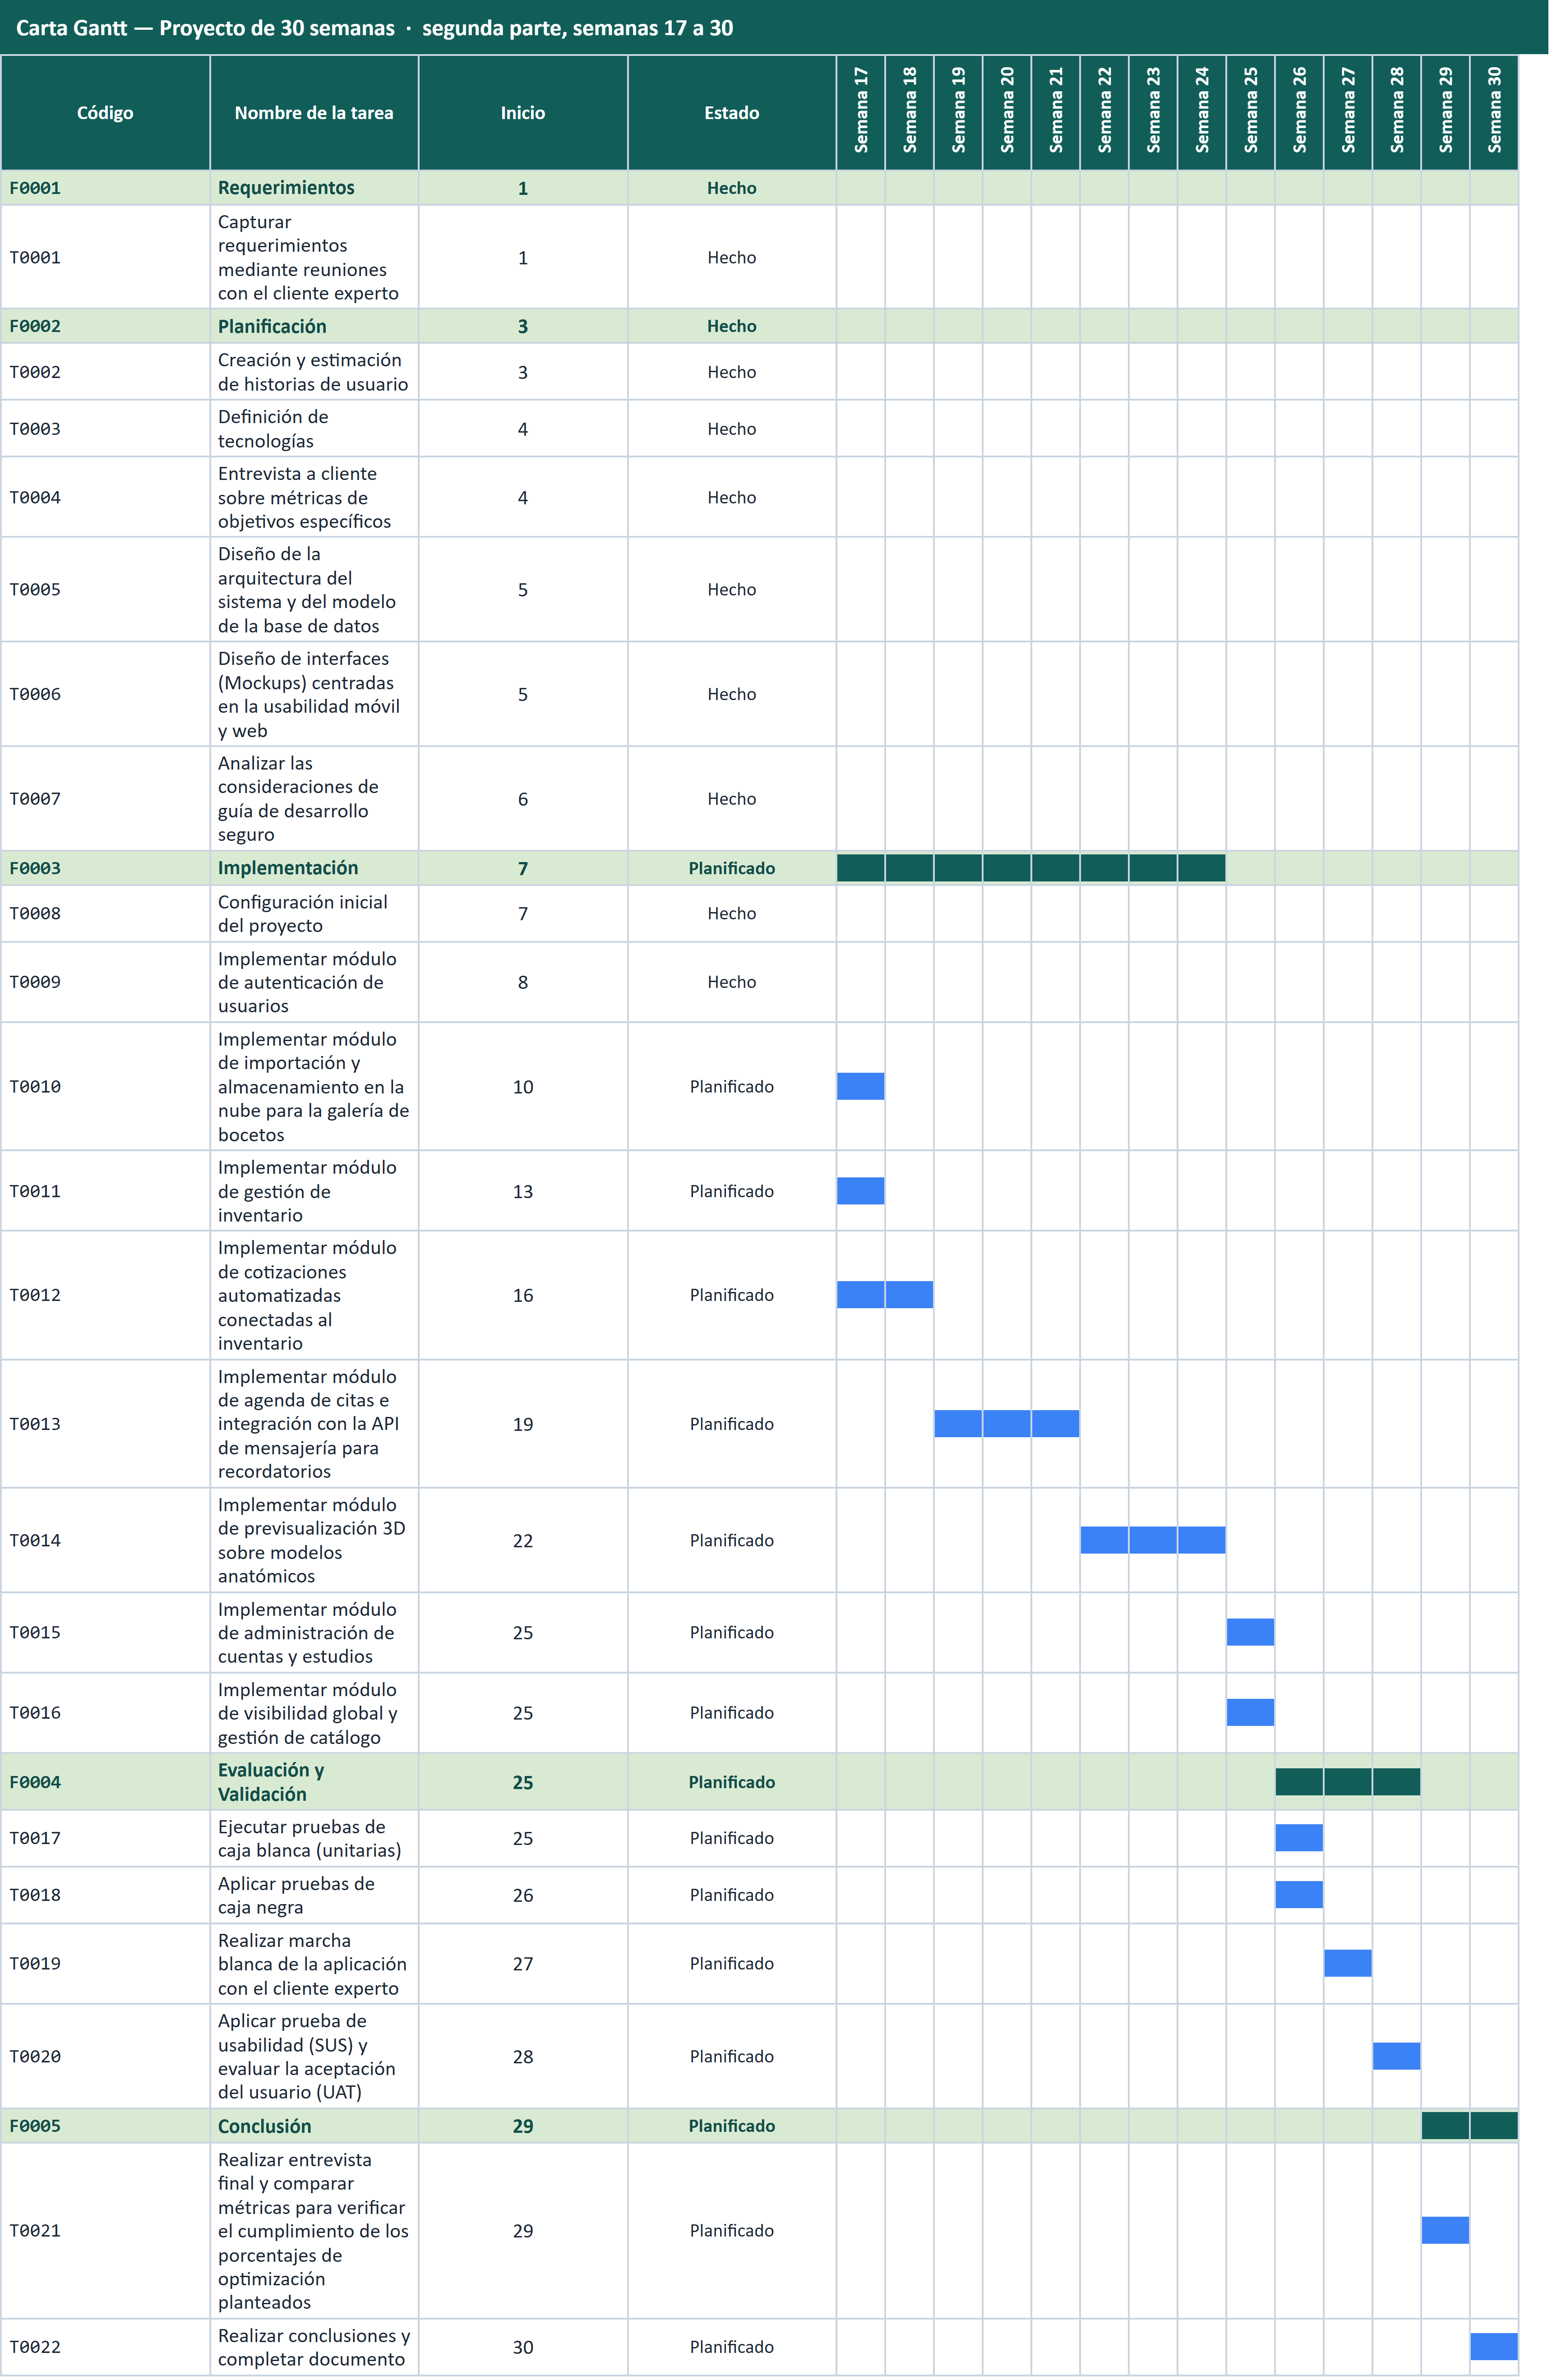 Carta Gantt — Proyecto de 30 semanas · segunda parte, semanas 17 a 30
Código
Nombre de la tarea
Inicio
Estado
Semana 17
Semana 18
Semana 19
Semana 20
Semana 21
Semana 22
Semana 23
Semana 24
Semana 25
Semana 26
Semana 27
Semana 28
Semana 29
Semana 30
F0001
Requerimientos
1
Hecho
T0001
Capturar
requerimientos
mediante reuniones
con el cliente experto
1
Hecho
F0002
Planificación
3
Hecho
T0002
Creación y estimación
de historias de usuario
3
Hecho
T0003
Definición de
tecnologías
4
Hecho
T0004
Entrevista a cliente
sobre métricas de
objetivos específicos
4
Hecho
T0005
Diseño de la
arquitectura del
sistema y del modelo
de la base de datos
5
Hecho
T0006
Diseño de interfaces
(Mockups) centradas
en la usabilidad móvil
y web
5
Hecho
T0007
Analizar las
consideraciones de
guía de desarrollo
seguro
6
Hecho
F0003
Implementación
7
Planificado
T0008
Configuración inicial
del proyecto
7
Hecho
T0009
Implementar módulo
de autenticación de
usuarios
8
Hecho
T0010
Implementar módulo
de importación y
almacenamiento en la
nube para la galería de
bocetos
10
Planificado
T0011
Implementar módulo
de gestión de
inventario
13
Planificado
T0012
Implementar módulo
de cotizaciones
automatizadas
conectadas al
inventario
16
Planificado
T0013
Implementar módulo
de agenda de citas e
integración con la API
de mensajería para
recordatorios
19
Planificado
T0014
Implementar módulo
de previsualización 3D
sobre modelos
anatómicos
22
Planificado
T0015
Implementar módulo
de administración de
cuentas y estudios
25
Planificado
T0016
Implementar módulo
de visibilidad global y
gestión de catálogo
25
Planificado
F0004
Evaluación y
Validación
25
Planificado
T0017
Ejecutar pruebas de
caja blanca (unitarias)
25
Planificado
T0018
Aplicar pruebas de
caja negra
26
Planificado
T0019
Realizar marcha
blanca de la aplicación
con el cliente experto
27
Planificado
T0020
Aplicar prueba de
usabilidad (SUS) y
evaluar la aceptación
del usuario (UAT)
28
Planificado
F0005
Conclusión
29
Planificado
T0021
Realizar entrevista
final y comparar
métricas para verificar
el cumplimiento de los
porcentajes de
optimización
planteados
29
Planificado
T0022
Realizar conclusiones y
completar documento
30
Planificado